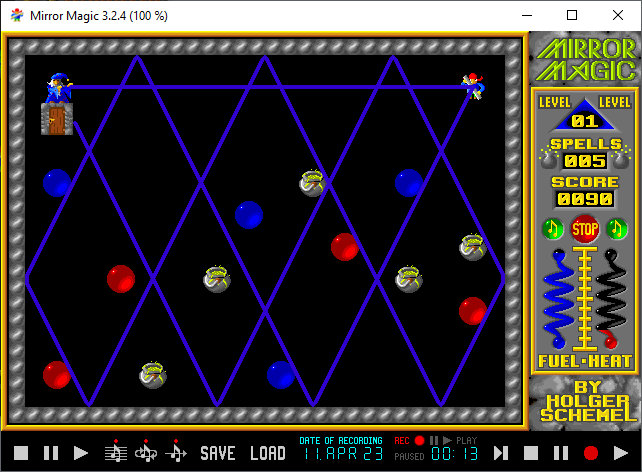 Mirror Magic 3.2.4 (100 %)
MIRROR
MAGIC
LEVEL LEVEL
01
SPELLS
005
SCORE
0090
STOP
FUEL·HEAT
BY
HOLGER
SCHEMEL
SAVE LOAD
DATE OF RECORDING
11.APR 23
REC PLAY
PAUSED 00:13